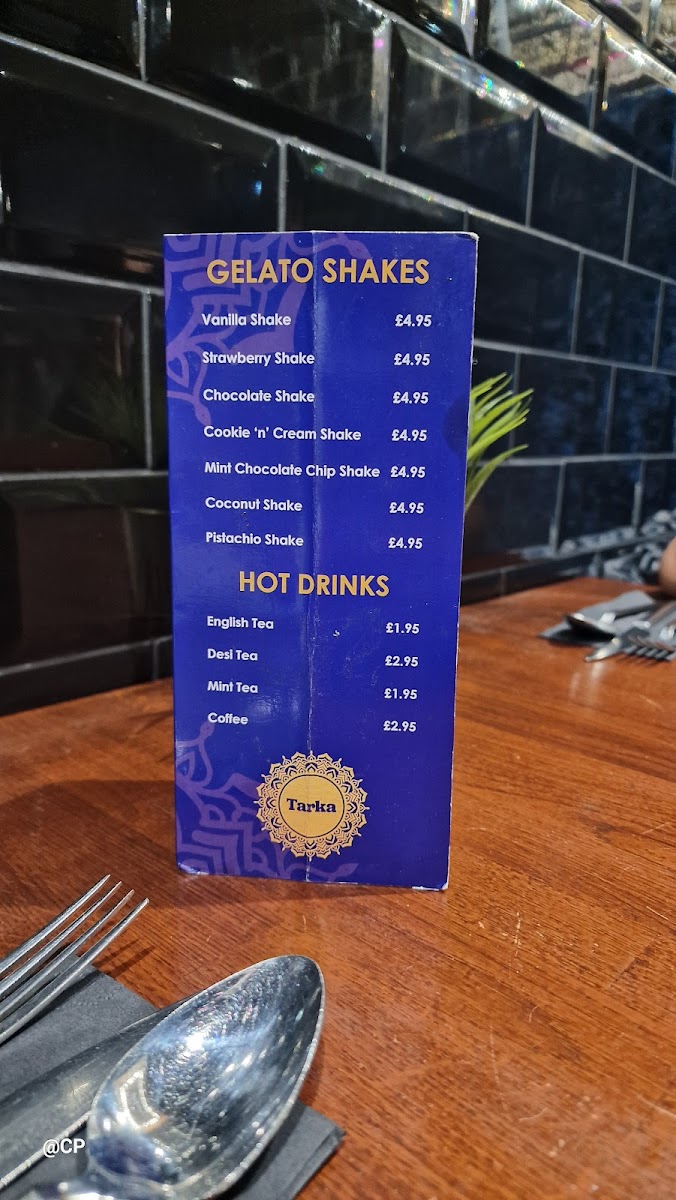 GELATO SHAKES
Vanilla Shake £4.95
Strawberry Shake £4.95
Chocolate Shake £4.95
Cookie ‘n’ Cream Shake £4.95
Mint Chocolate Chip Shake £4.95
Coconut Shake £4.95
Pistachio Shake £4.95
HOT DRINKS
English Tea £1.95
Desi Tea £2.95
Mint Tea £1.95
Coffee £2.95
Tarka
@CP